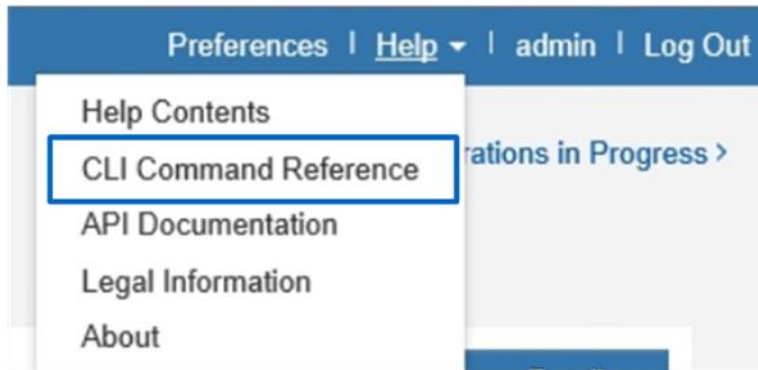 Preferences | Help ▾ | admin | Log Out
Help Contents
CLI Command Reference
rations in Progress >
API Documentation
Legal Information
About